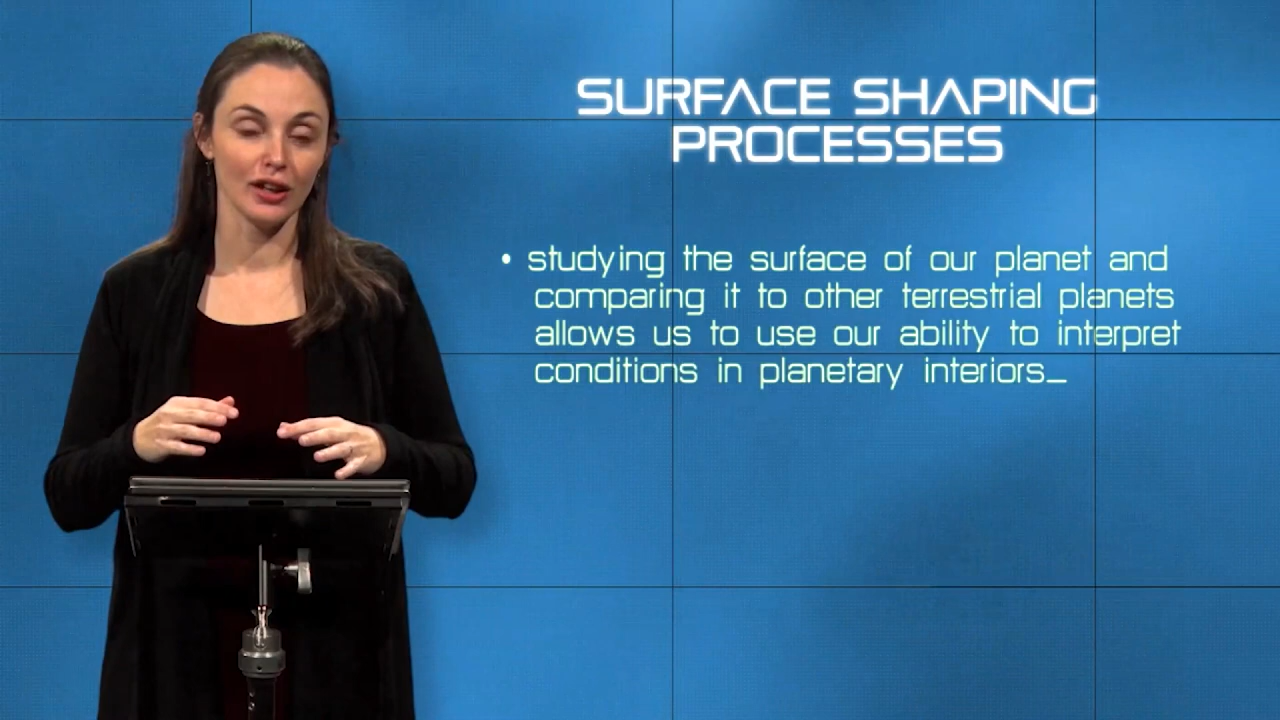 SURFACE SHAPING
PROCESSES
• studying the surface of our planet and
comparing it to other terrestrial planets
allows us to use our ability to interpret
conditions in planetary interiors_